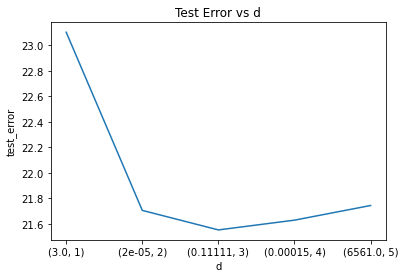 Test Error vs d
test_error
23.0
22.8
22.6
22.4
22.2
22.0
21.8
21.6
(3.0, 1) (2e-05, 2) (0.11111, 3) (0.00015, 4) (6561.0, 5)
d